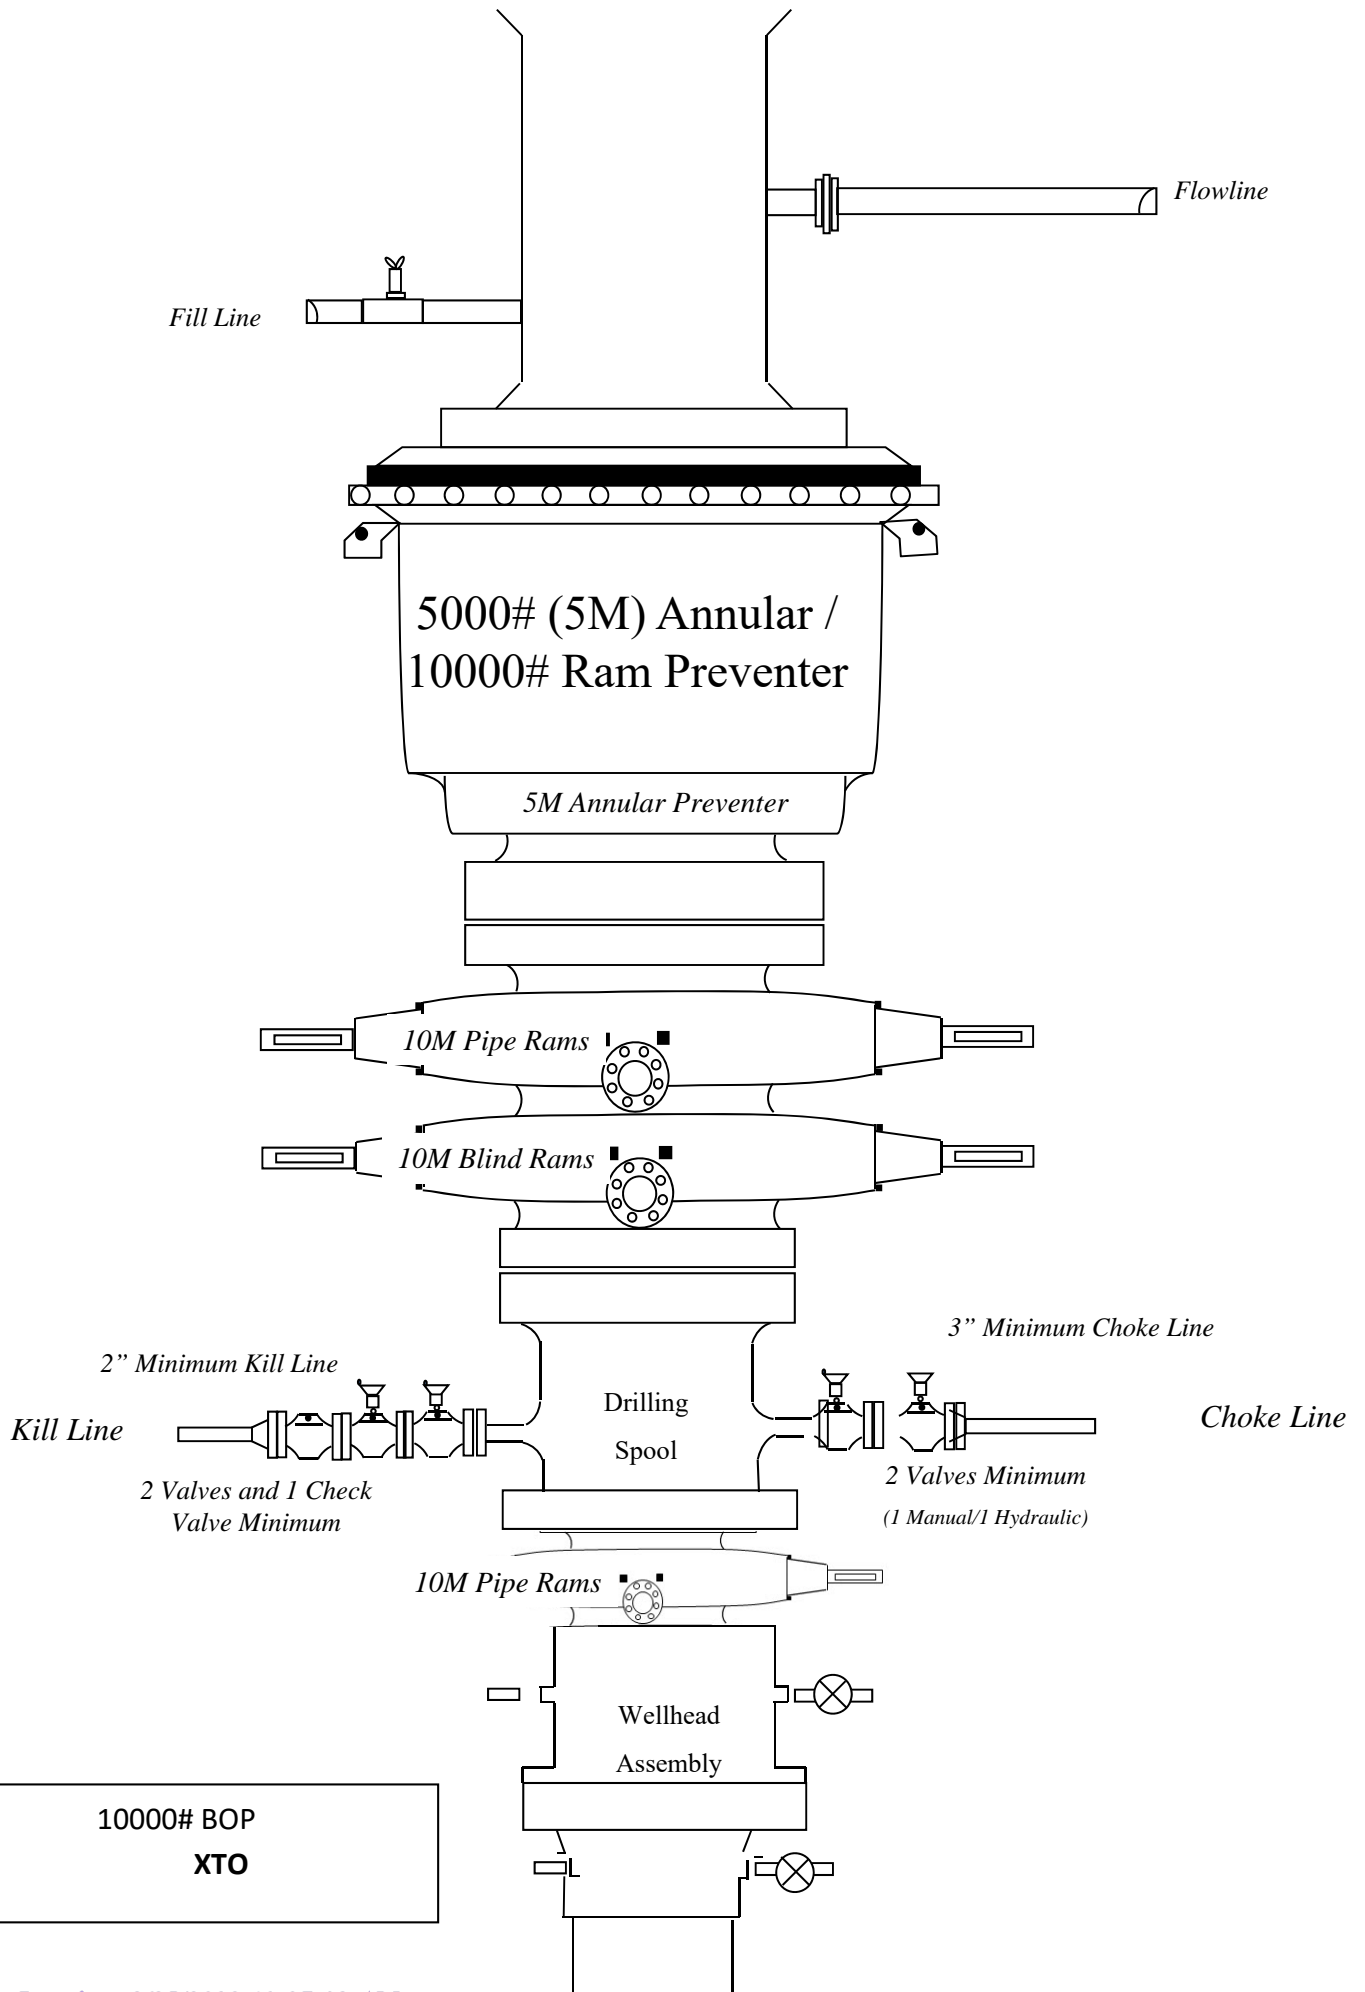 Flowline
Fill Line
5000# (5M) Annular /
10000# Ram Preventer
5M Annular Preventer
10M Pipe Rams
10M Blind Rams
3” Minimum Choke Line
2” Minimum Kill Line
Drilling
Spool
Kill Line
Choke Line
2 Valves and 1 Check
Valve Minimum
2 Valves Minimum
(1 Manual/1 Hydraulic)
10M Pipe Rams
Wellhead
Assembly
10000# BOP
XTO